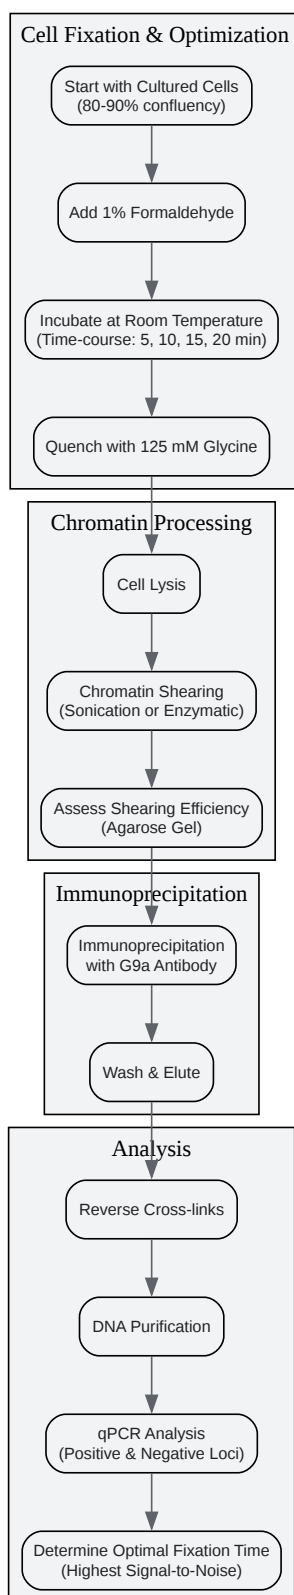 Cell Fixation & Optimization
Start with Cultured Cells
(80-90% confluency)
Add 1% Formaldehyde
Incubate at Room Temperature
(Time-course: 5, 10, 15, 20 min)
Quench with 125 mM Glycine
Chromatin Processing
Cell Lysis
Chromatin Shearing
(Sonication or Enzymatic)
Assess Shearing Efficiency
(Agarose Gel)
Immunoprecipitation
Immunoprecipitation
with G9a Antibody
Wash & Elute
Analysis
Reverse Cross-links
DNA Purification
qPCR Analysis
(Positive & Negative Loci)
Determine Optimal Fixation Time
(Highest Signal-to-Noise)